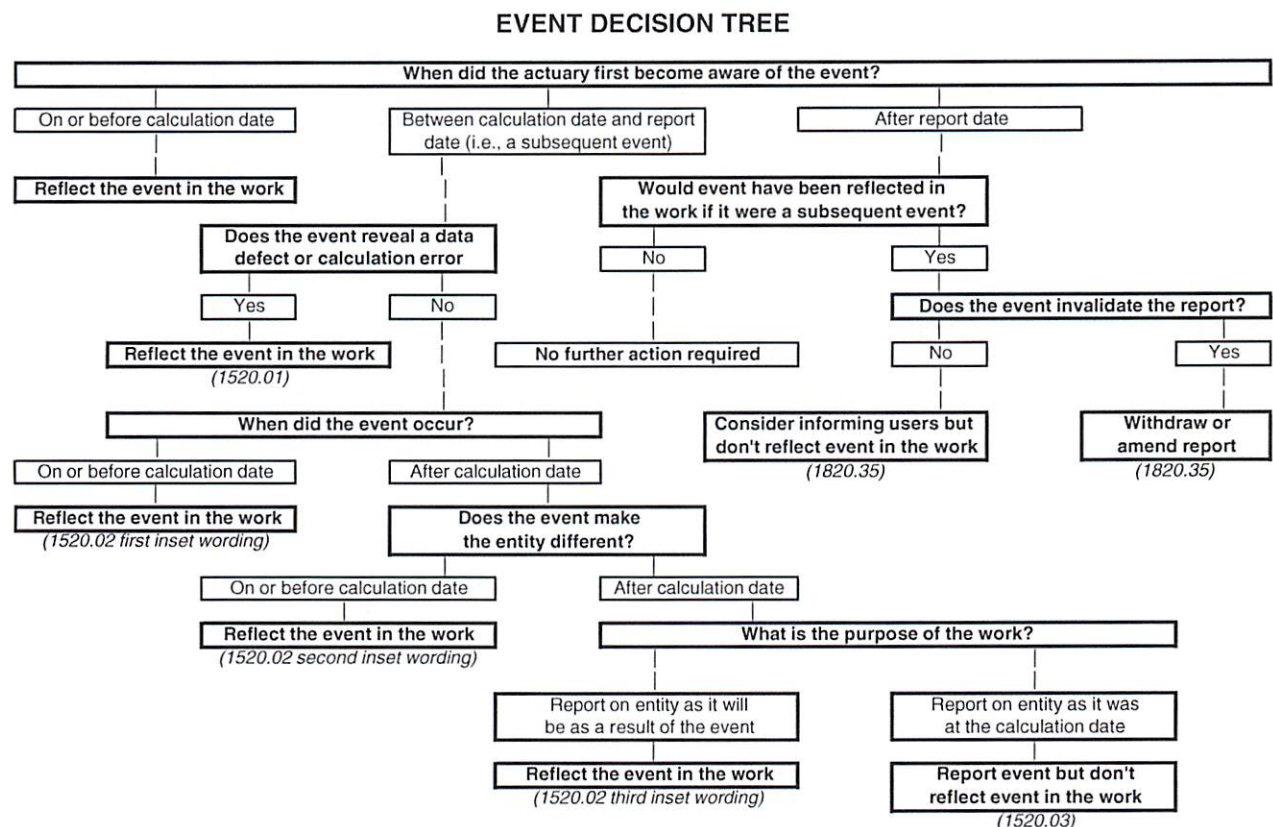 EVENT DECISION TREE
When did the actuary first become aware of the event?
On or before calculation date
Between calculation date and report
date (i.e., a subsequent event)
After report date
Reflect the event in the work
Would event have been reflected in
the work if it were a subsequent event?
Does the event reveal a data
defect or calculation error
No
Yes
Yes
No
Does the event invalidate the report?
Reflect the event in the work
(1520.01)
No further action required
No
Yes
When did the event occur?
Consider informing users but
don't reflect event in the work
(1820.35)
Withdraw or
amend report
(1820.35)
On or before calculation date
After calculation date
Reflect the event in the work
(1520.02 first inset wording)
Does the event make
the entity different?
On or before calculation date
After calculation date
Reflect the event in the work
(1520.02 second inset wording)
What is the purpose of the work?
Report on entity as it will
be as a result of the event
Report on entity as it was
at the calculation date
Reflect the event in the work
(1520.02 third inset wording)
Report event but don't
reflect event in the work
(1520.03)